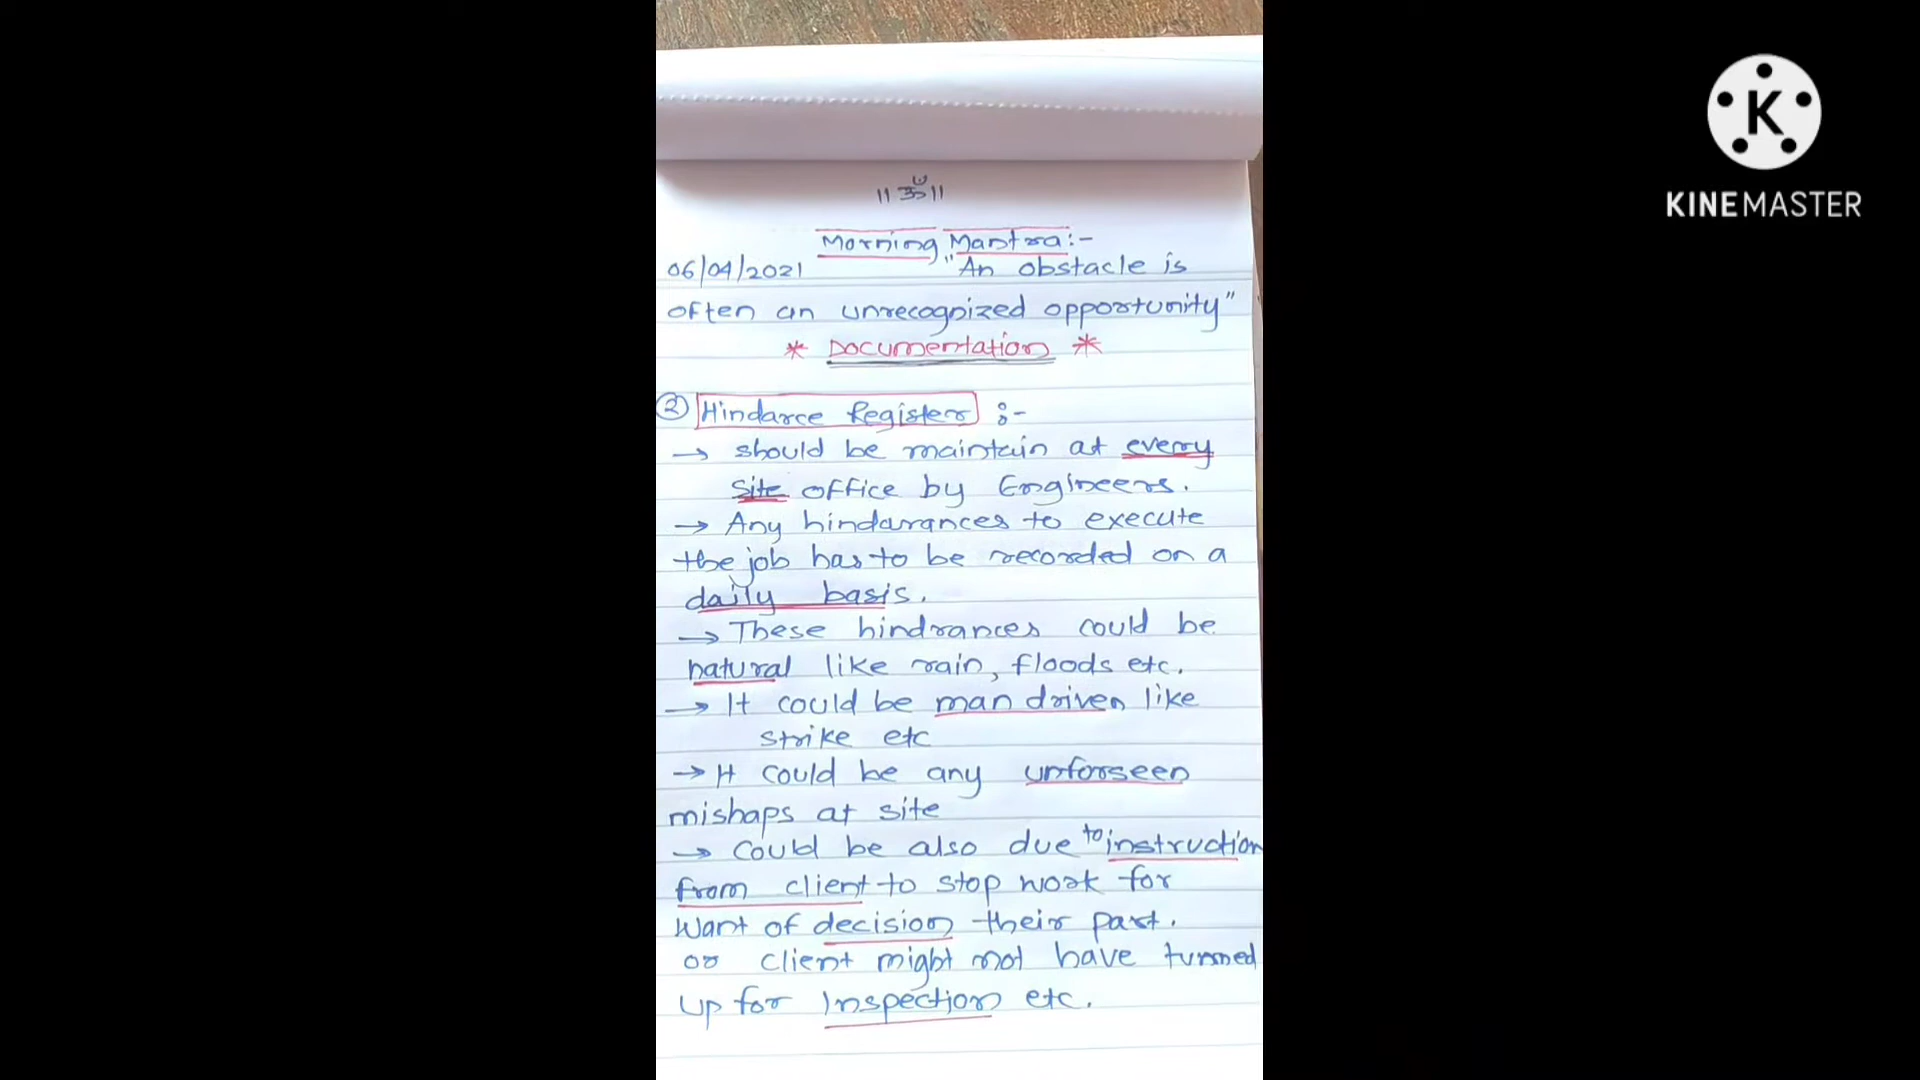 ॥ ॐ ॥
Morning Mantra:-
06/04/2021 "An obstacle is
often an unrecognized opportunity"
* Documentation *
② Hindarce Register :-
→ should be maintain at every
site office by Engineers.
→ Any hindarances to execute
the job has to be recorded on a
daily basis.
→ These hindrances could be
natural like rain, floods etc.
→ It could be man driven like
strike etc
→ It could be any unforseen
mishaps at site
→ Could be also due to instruction
from client to stop work for
want of decision their part.
or client might not have turned
up for Inspection etc.
K
KINEMASTER